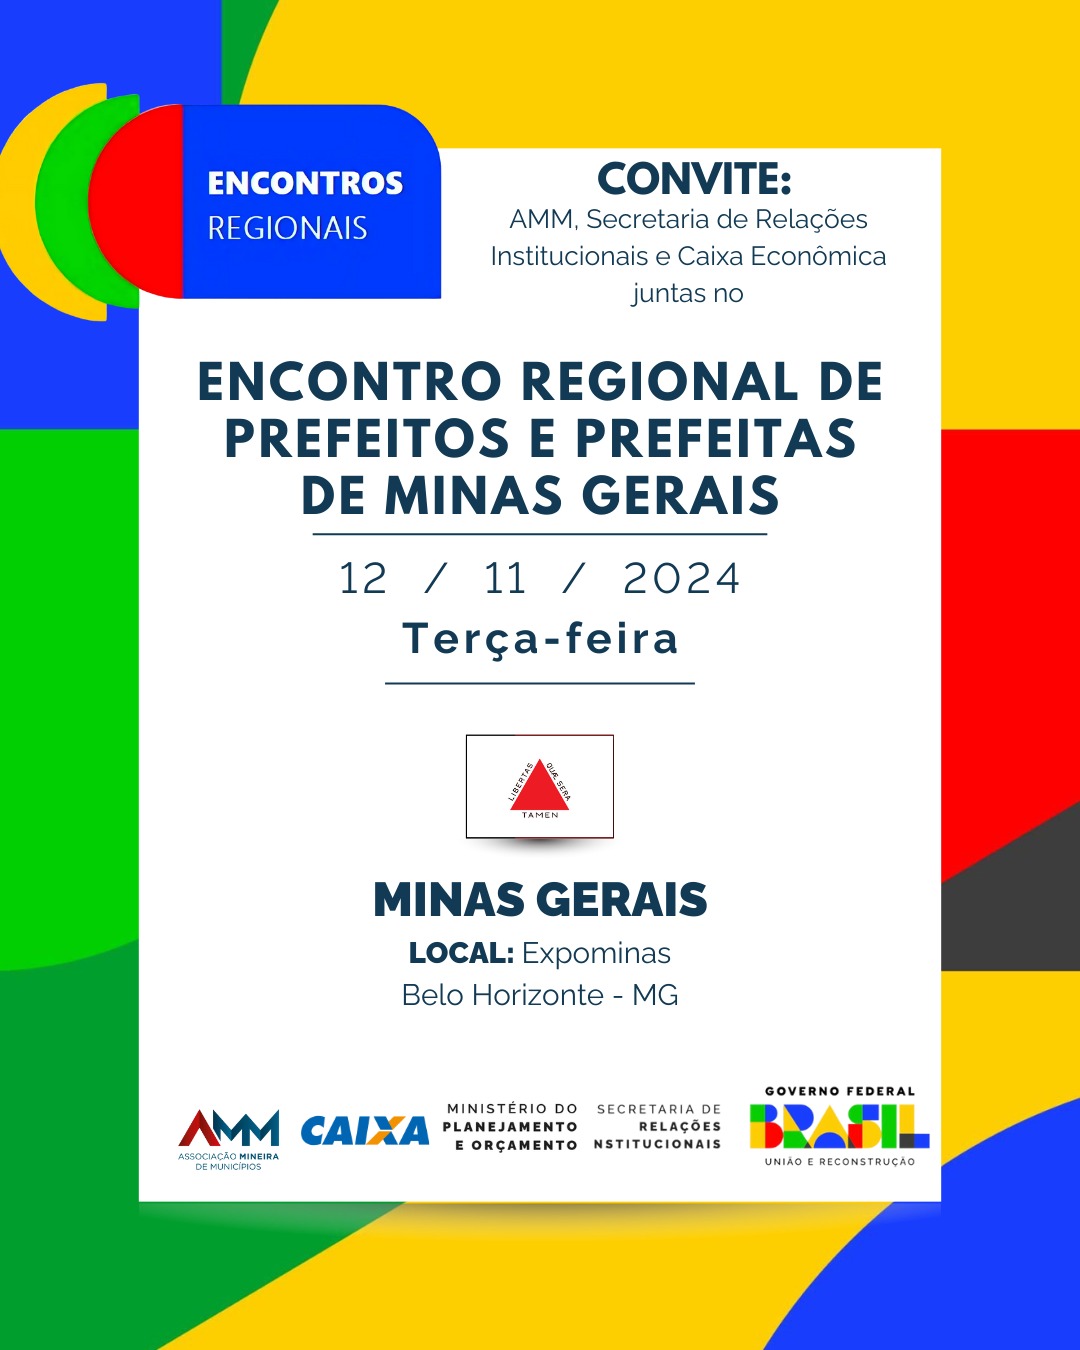 ENCONTROS
REGIONAIS
CONVITE:
AMM, Secretaria de Relações
Institucionais e Caixa Econômica
juntas no
ENCONTRO REGIONAL DE
PREFEITOS E PREFEITAS
DE MINAS GERAIS
12 / 11 / 2024
Terça-feira
LIBERTAS QUÆ SERA
TAMEN
MINAS GERAIS
LOCAL: Expominas
Belo Horizonte - MG
AMM
ASSOCIAÇÃO MINEIRA
DE MUNICÍPIOS
CAIXA
MINISTÉRIO DO
PLANEJAMENTO
E ORÇAMENTO
SECRETARIA DE
RELAÇÕES
NSTITUCIONAIS
GOVERNO FEDERAL
BRASIL
UNIÃO E RECONSTRUÇÃO